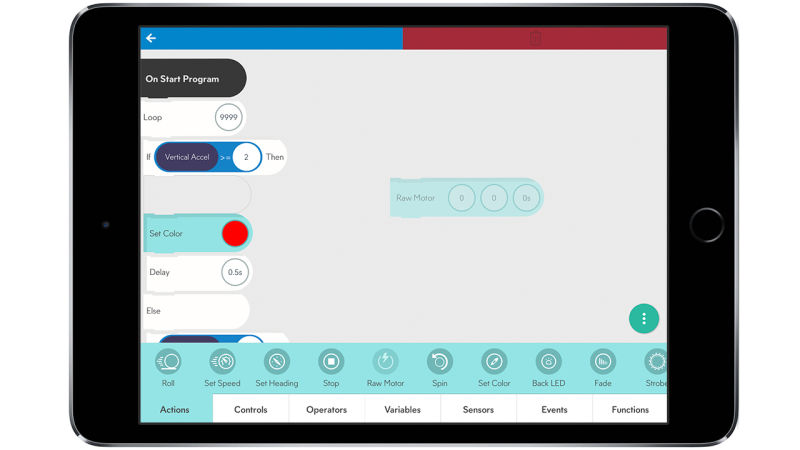 On Start Program
Loop 9999
If Vertical Accel >= 2 Then
Raw Motor 0 0 0s
Set Color
Delay 0.5s
Else
Roll Set Speed Set Heading Stop Raw Motor Spin Set Color Back LED Fade Strobe
Actions Controls Operators Variables Sensors Events Functions